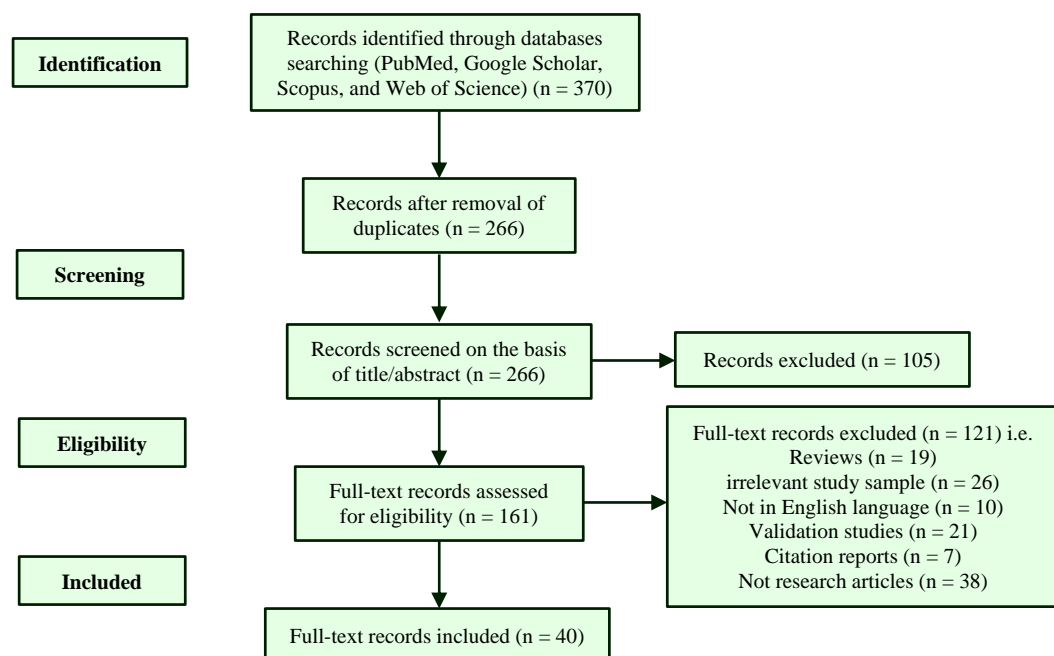 Identification
Records identified through databases
searching (PubMed, Google Scholar,
Scopus, and Web of Science) (n = 370)
Records after removal of
duplicates (n = 266)
Screening
Records screened on the basis
of title/abstract (n = 266)
Records excluded (n = 105)
Eligibility
Full-text records assessed
for eligibility (n = 161)
Full-text records excluded (n = 121) i.e.
Reviews (n = 19)
irrelevant study sample (n = 26)
Not in English language (n = 10)
Validation studies (n = 21)
Citation reports (n = 7)
Not research articles (n = 38)
Included
Full-text records included (n = 40)